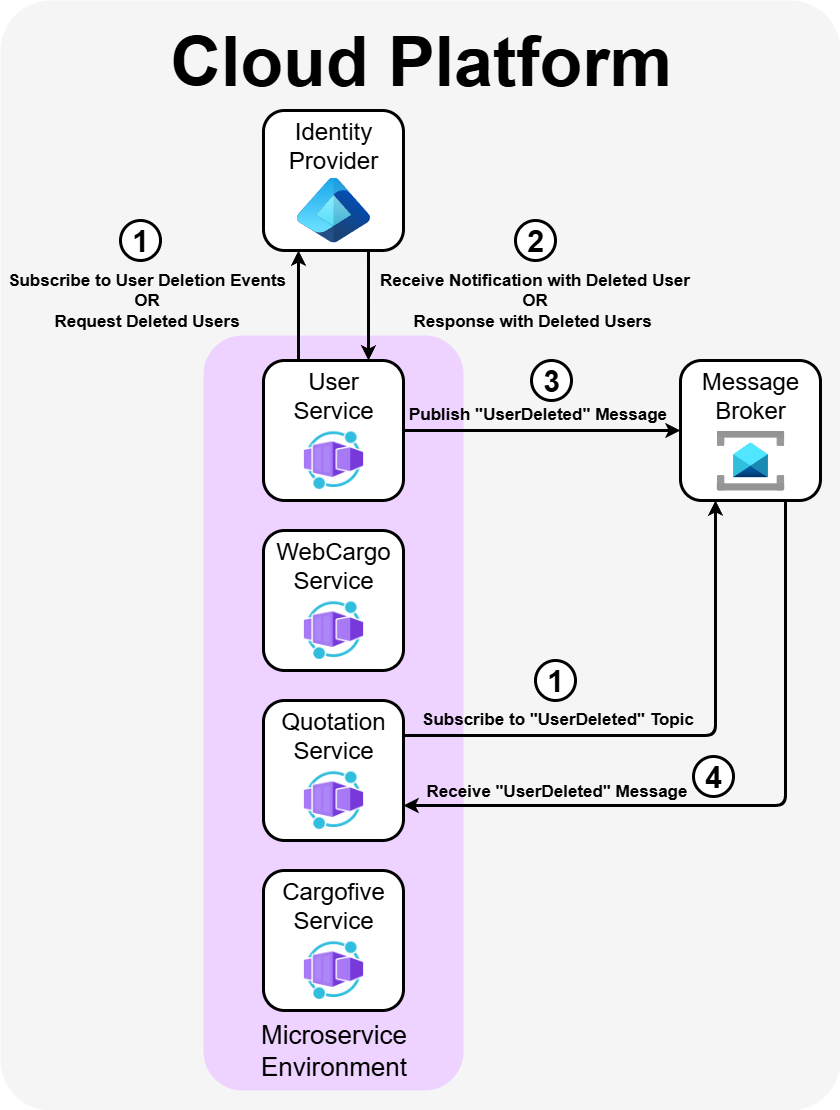 Cloud Platform
Identity
Provider
1
Subscribe to User Deletion Events
OR
Request Deleted Users
2
Receive Notification with Deleted User
OR
Response with Deleted Users
User
Service
3
Publish "UserDeleted" Message
Message
Broker
WebCargo
Service
1
Subscribe to "UserDeleted" Topic
Quotation
Service
4
Receive "UserDeleted" Message
Cargofive
Service
Microservice
Environment